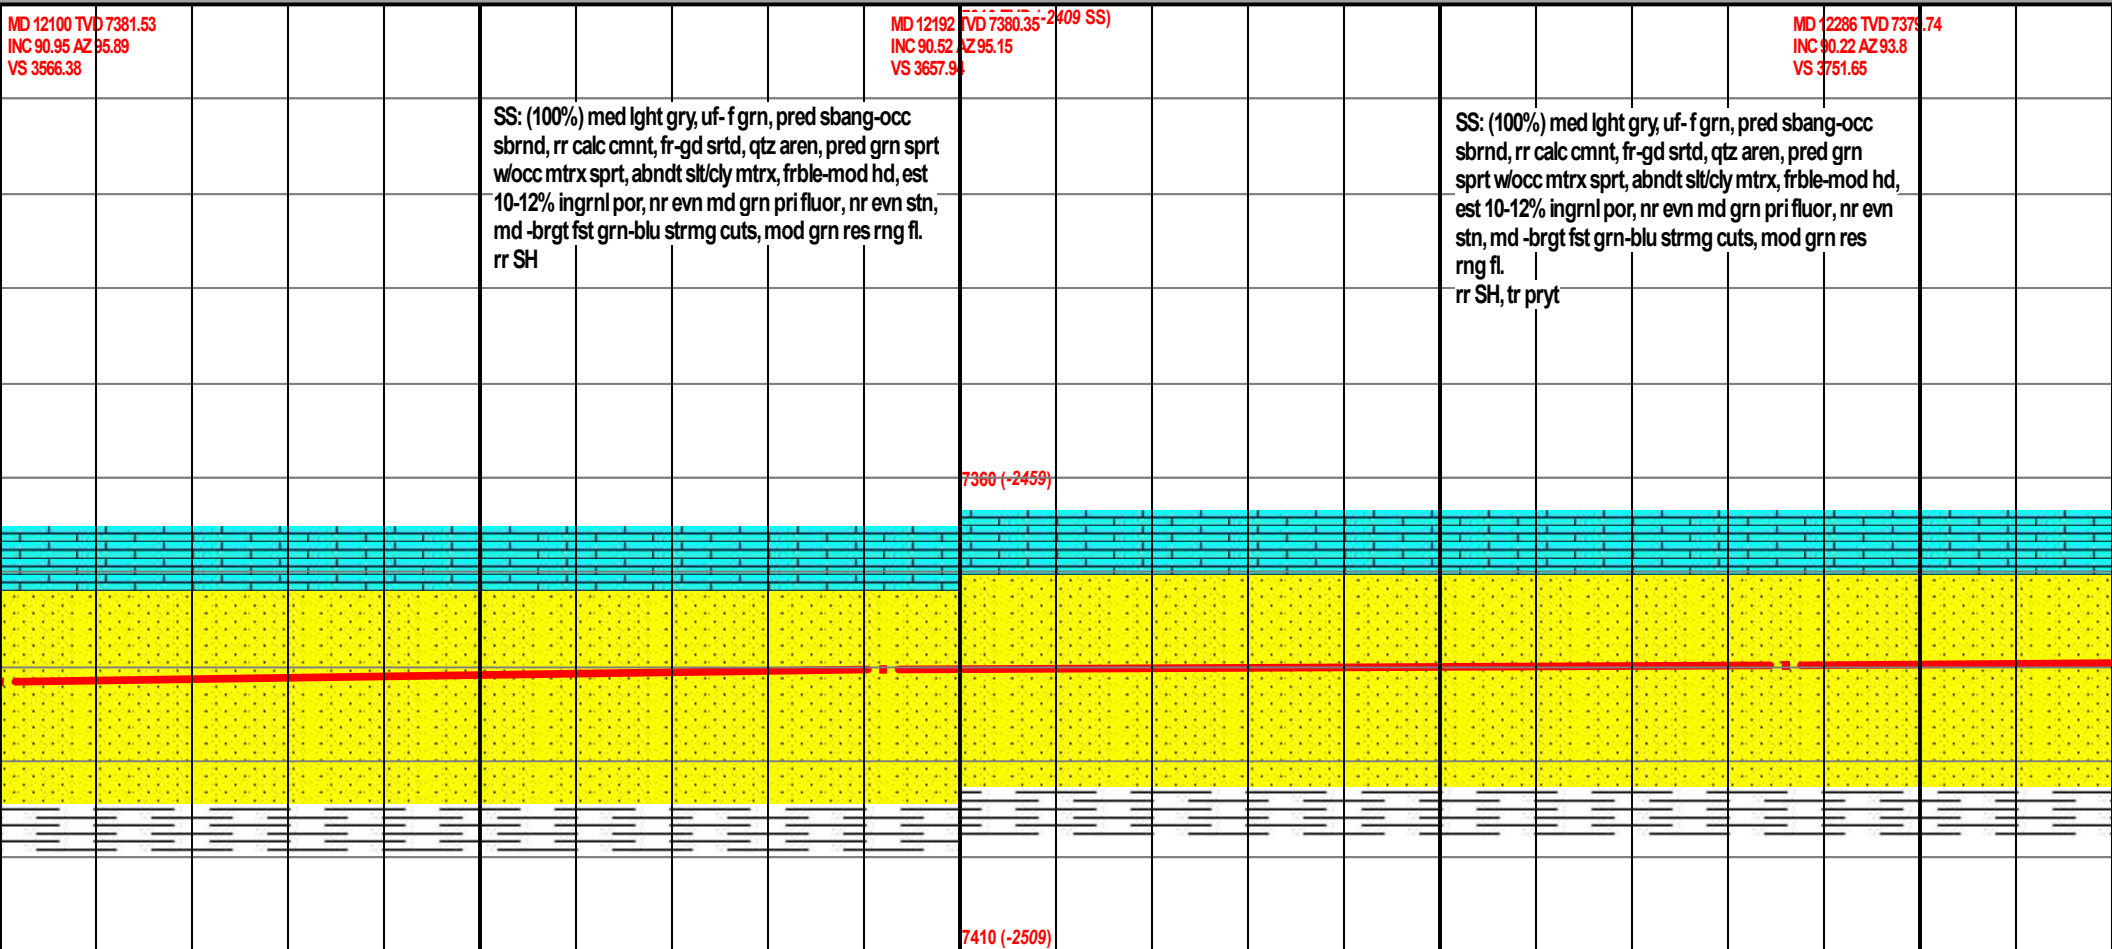 MD 12100 TVD 7381.53
INC 90.95 AZ 95.89
VS 3566.38
MD 12192 TVD 7380.35
INC 90.52 AZ 95.15
VS 3657.94
-2409 SS)
MD 12286 TVD 7379.74
INC 90.22 AZ 93.8
VS 3751.65
SS: (100%) med lght gry, uf- f grn, pred sbang-occ
sbrnd, rr calc cmnt, fr-gd srtd, qtz aren, pred grn sprt
w/occ mtrx sprt, abndt slt/cly mtrx, frble-mod hd, est
10-12% ingrnl por, nr evn md grn pri fluor, nr evn stn,
md -brgt fst grn-blu strmg cuts, mod grn res rng fl.
rr SH
SS: (100%) med lght gry, uf- f grn, pred sbang-occ
sbrnd, rr calc cmnt, fr-gd srtd, qtz aren, pred grn
sprt w/occ mtrx sprt, abndt slt/cly mtrx, frble-mod hd,
est 10-12% ingrnl por, nr evn md grn pri fluor, nr evn
stn, md -brgt fst grn-blu strmg cuts, mod grn res
rng fl.
rr SH, tr pryt
7360 (-2459)
7410 (-2509)